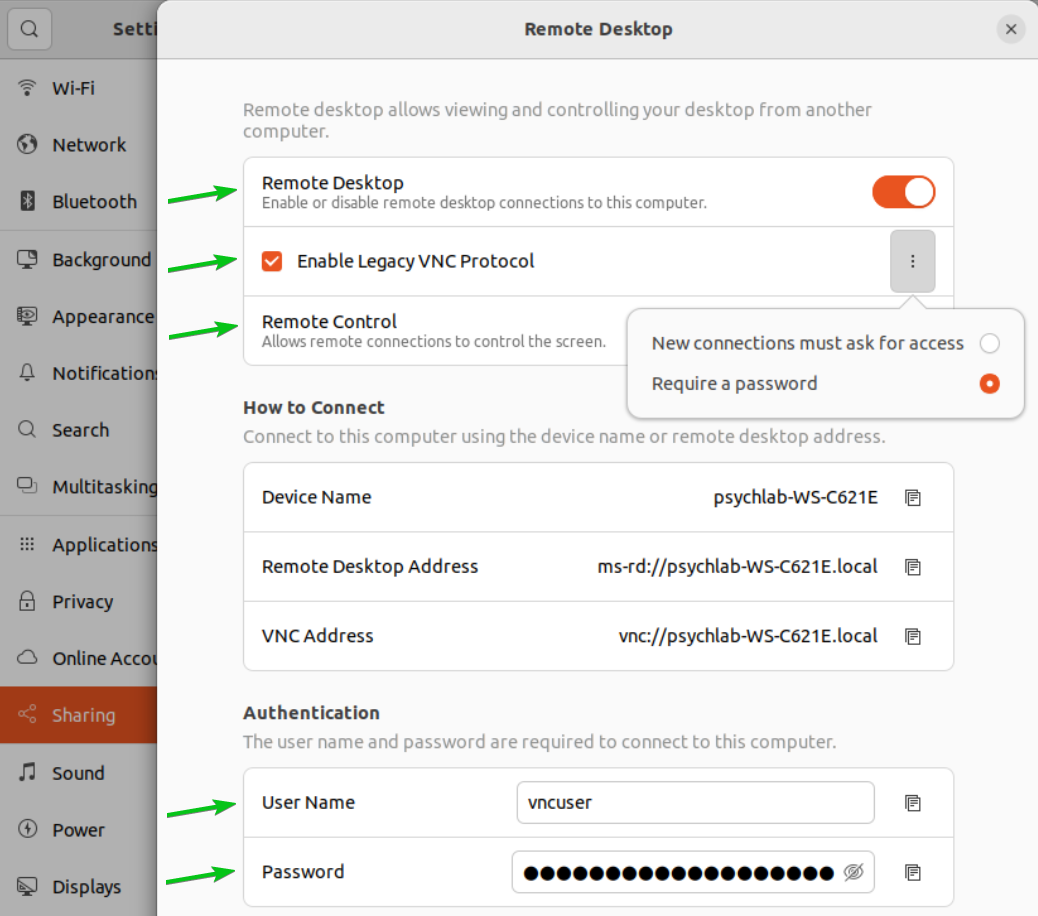 Setti
Remote Desktop
Wi-Fi
Network
Bluetooth
Background
Appearance
Notifications
Search
Multitasking
Applications
Privacy
Online Accou
Sharing
Sound
Power
Displays
Remote desktop allows viewing and controlling your desktop from another
computer.
Remote Desktop
Enable or disable remote desktop connections to this computer.
Enable Legacy VNC Protocol
Remote Control
Allows remote connections to control the screen.
New connections must ask for access
Require a password
How to Connect
Connect to this computer using the device name or remote desktop address.
Device Name psychlab-WS-C621E
Remote Desktop Address ms-rd://psychlab-WS-C621E.local
VNC Address vnc://psychlab-WS-C621E.local
Authentication
The user name and password are required to connect to this computer.
User Name vncuser
Password ●●●●●●●●●●●●●●●●●●●